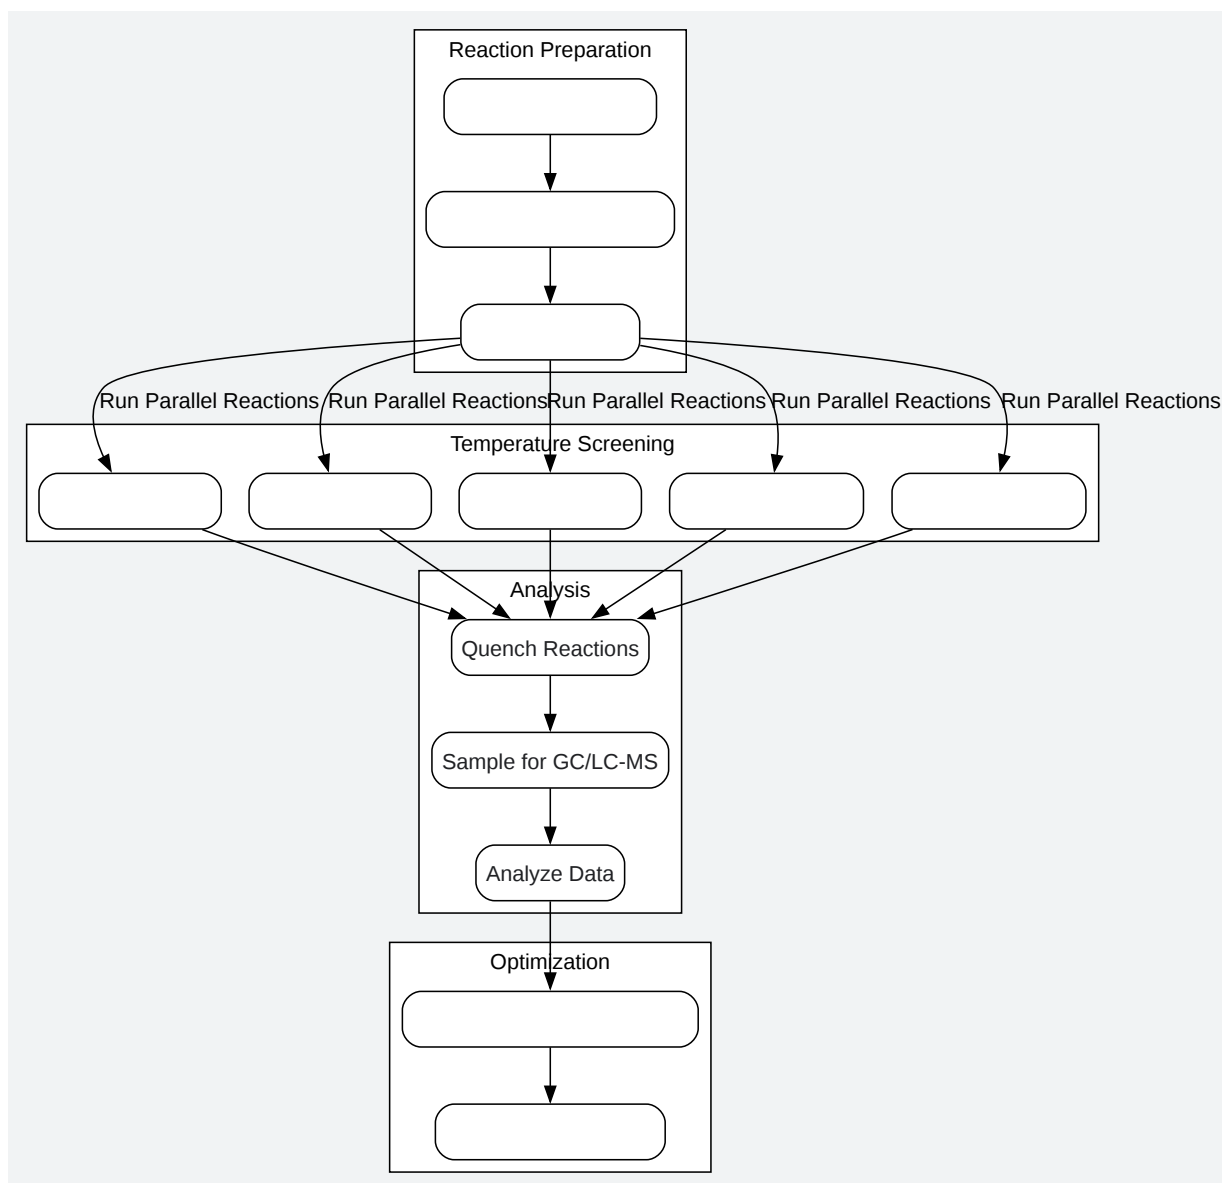 Reaction Preparation
Run Parallel Reactions
Run Parallel Reactions
Run Parallel Reactions
Run Parallel Reactions
Run Parallel Reactions
Temperature Screening
Analysis
Quench Reactions
Sample for GC/LC-MS
Analyze Data
Optimization